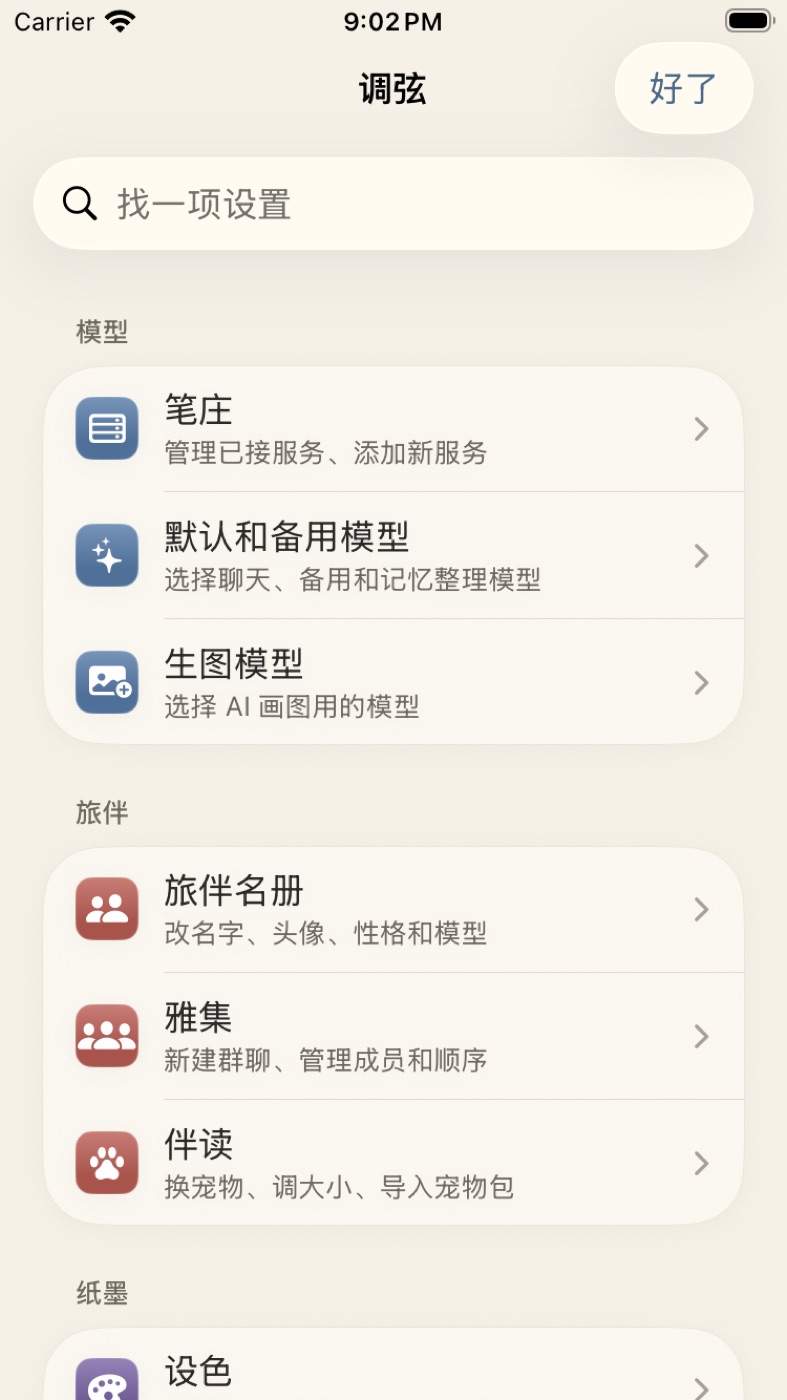 Carrier 9:02 PM
调弦
好了
找一项设置
模型
笔庄
管理已接服务、添加新服务
默认和备用模型
选择聊天、备用和记忆整理模型
生图模型
选择 AI 画图用的模型
旅伴
旅伴名册
改名字、头像、性格和模型
雅集
新建群聊、管理成员和顺序
伴读
换宠物、调大小、导入宠物包
纸墨
设色